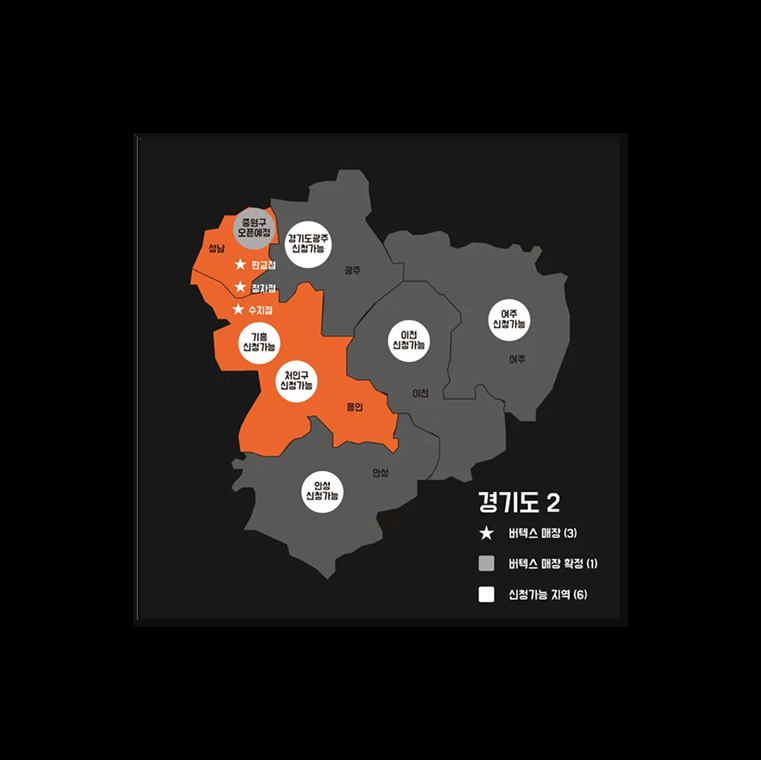 중원구
오픈예정
성남
경기도광주
신청가능
판교점
광주
정자점
수지점
여주
신청가능
기흥
신청가능
이천
신청가능
여주
처인구
신청가능
이천
용인
안성
안성
신청가능
경기도 2
버텍스 매장 (3)
버텍스 매장 확정 (1)
신청가능 지역 (6)